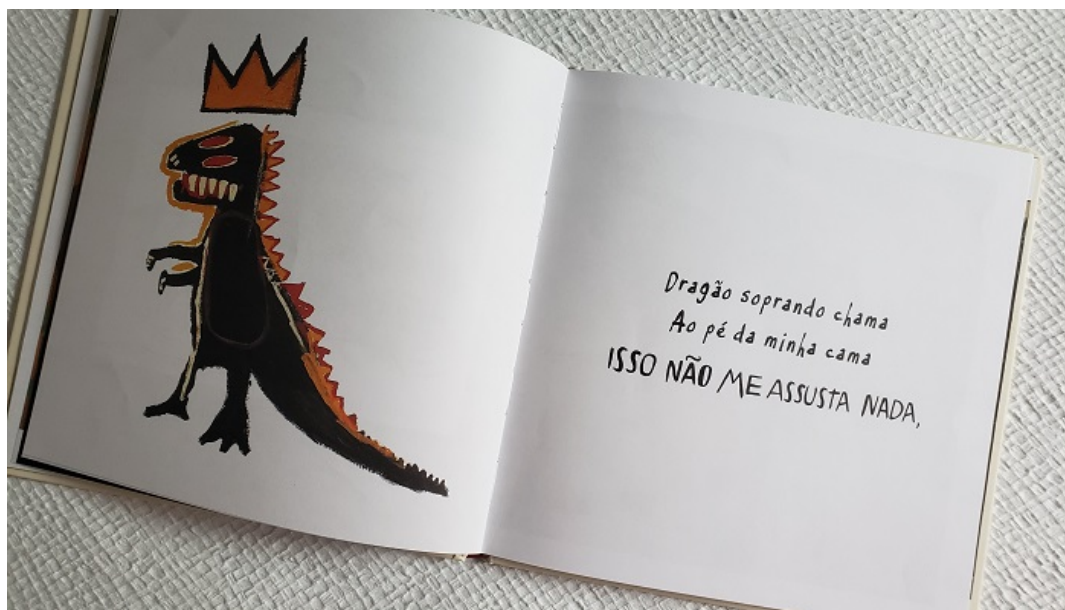 Dragão soprando chama
Ao pé da minha cama
ISSO NÃO ME ASSUSTA NADA,